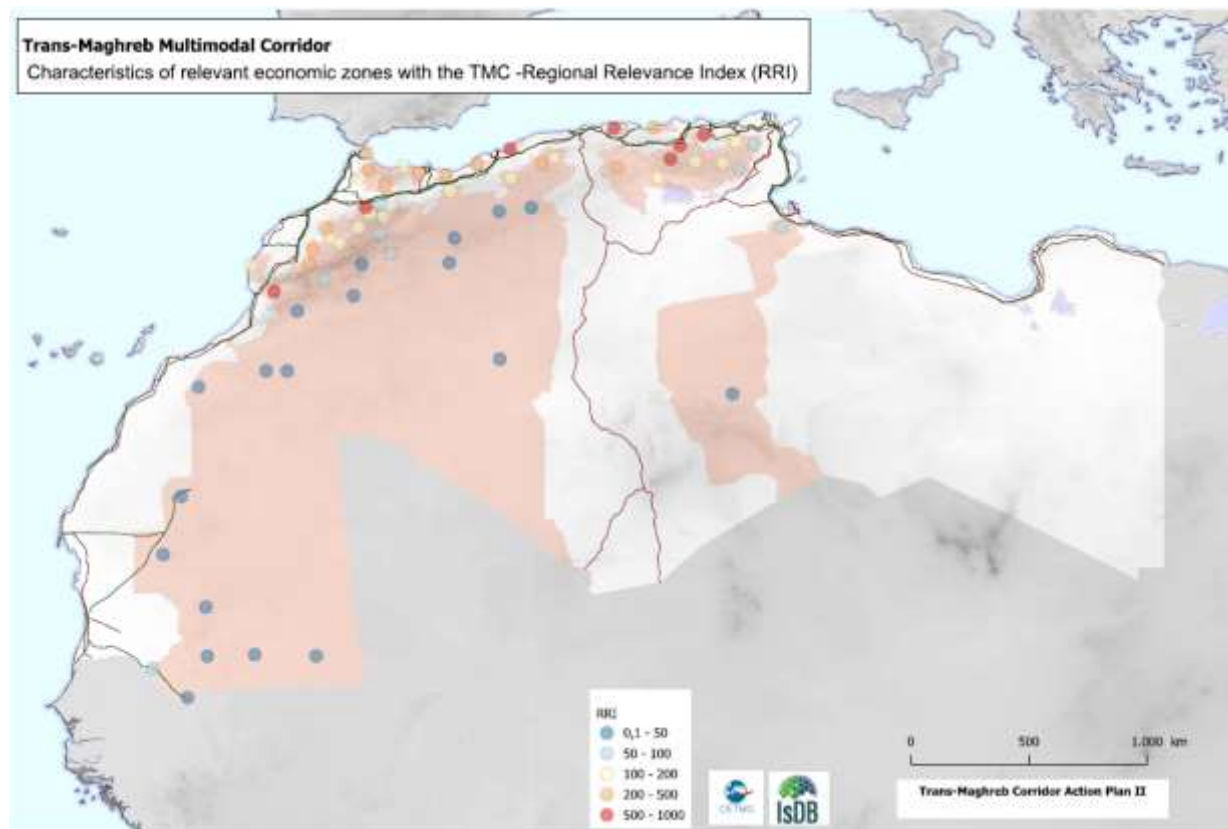 Trans-Maghreb Multimodal Corridor
Characteristics of relevant economic zones with the TMC -Regional Relevance Index (RRI)
RRI
0,1 - 50
50 - 100
100 - 200
200 - 500
500 - 1000
0 500 1.000 km
CETMO
IsDB
Trans-Maghreb Corridor Action Plan II